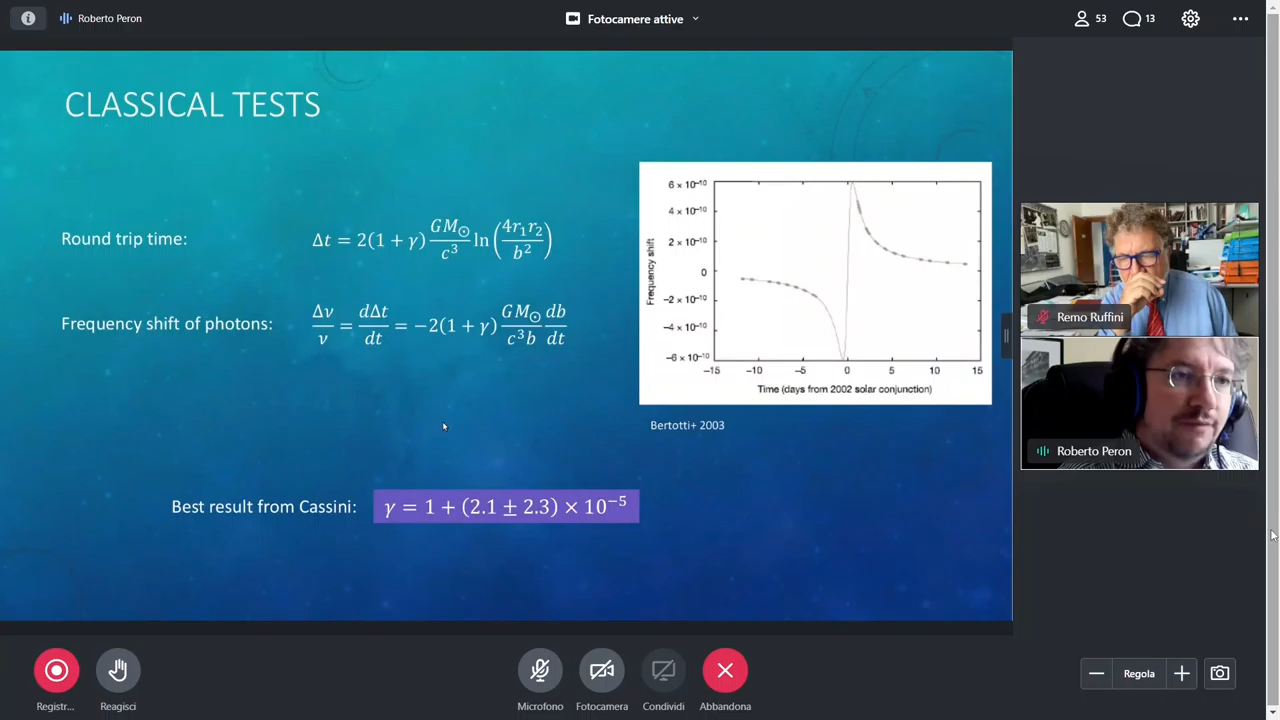 Roberto Peron
Fotocamere attive
53
13
CLASSICAL TESTS
Round trip time:
Δt = 2(1 + γ) GM⊙/c³ ln(4r₁r₂/b²)
Frequency shift of photons:
Δν/ν = dΔt/dt = −2(1 + γ) GM⊙/c³b db/dt
Frequency shift
6 × 10⁻¹⁰
4 × 10⁻¹⁰
2 × 10⁻¹⁰
0
−2 × 10⁻¹⁰
−4 × 10⁻¹⁰
−6 × 10⁻¹⁰
−15 −10 −5 0 5 10 15
Time (days from 2002 solar conjunction)
Bertotti+ 2003
Best result from Cassini: γ = 1 + (2.1 ± 2.3) × 10⁻⁵
Remo Ruffini
Roberto Peron
Registr...
Reagisci
Microfono
Fotocamera
Condividi
Abbandona
Regola